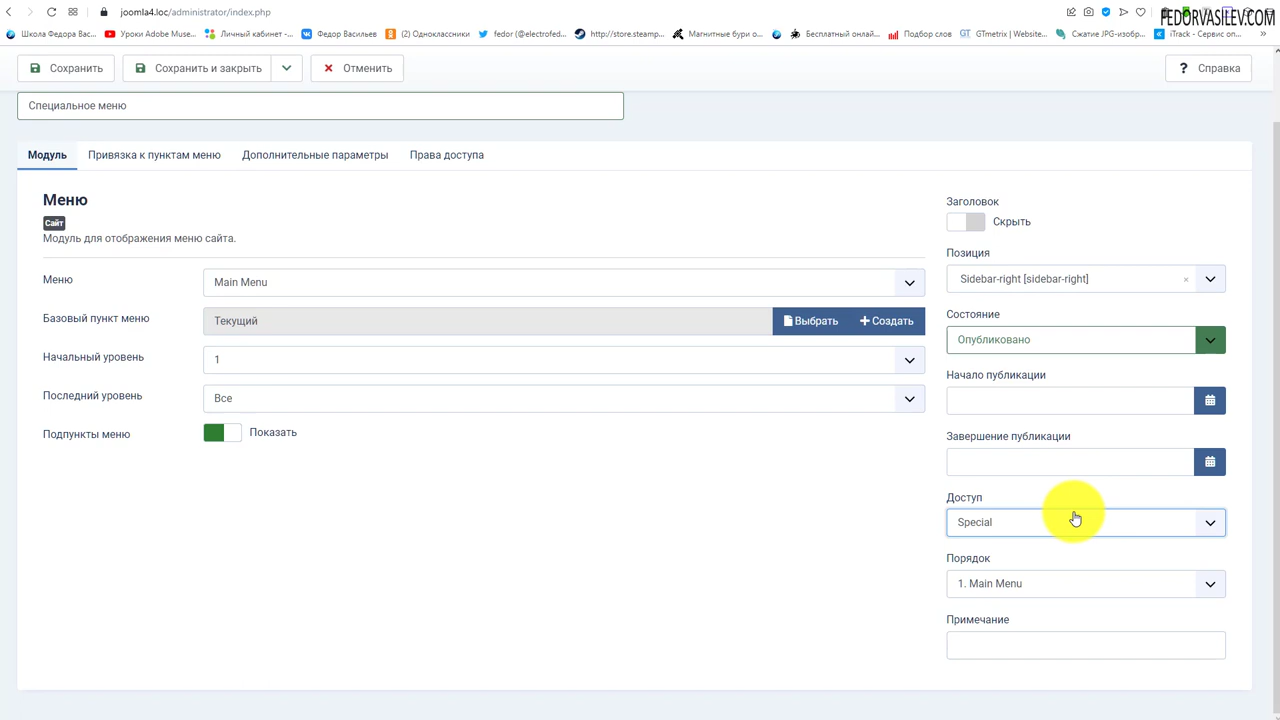 joomla4.loc/administrator/index.php
FEDORVASILEV.COM
Школа Федора Вас...
Уроки Adobe Muse...
Личный кабинет -...
Федор Васильев
(2) Одноклассники
fedor (@electrofed...
http://store.steamp...
Магнитные бури о...
Бесплатный онлай...
Подбор слов
GTmetrix | Website...
Сжатие JPG-изобр...
iTrack - Сервис оп...
Сохранить
Сохранить и закрыть
Отменить
? Справка
Специальное меню
Модуль
Привязка к пунктам меню
Дополнительные параметры
Права доступа
Меню
Сайт
Модуль для отображения меню сайта.
Меню
Main Menu
Базовый пункт меню
Текущий
Выбрать
Создать
Начальный уровень
1
Последний уровень
Все
Подпункты меню
Показать
Заголовок
Скрыть
Позиция
Sidebar-right [sidebar-right]
Состояние
Опубликовано
Начало публикации
Завершение публикации
Доступ
Special
Порядок
1. Main Menu
Примечание